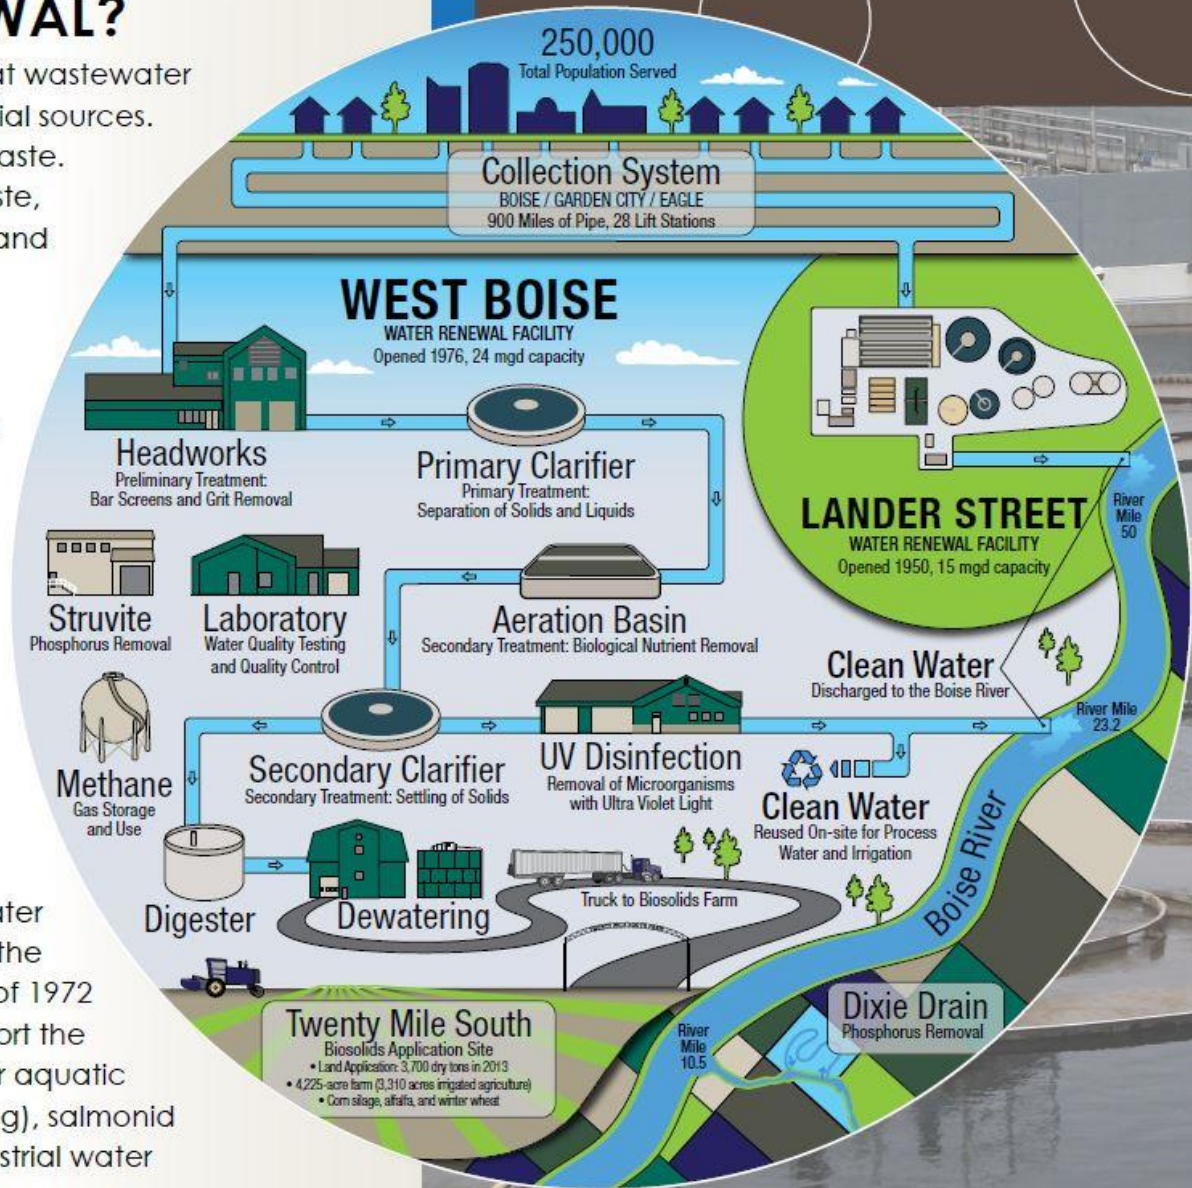 WAL?
at wastewater
ial sources.
aste.
ste,
and
ater
the
of 1972
ort the
r aquatic
g), salmonid
strial water
250,000
Total Population Served
Collection System
BOISE / GARDEN CITY / EAGLE
900 Miles of Pipe, 28 Lift Stations
WEST BOISE
WATER RENEWAL FACILITY
Opened 1976, 24 mgd capacity
Headworks
Preliminary Treatment:
Bar Screens and Grit Removal
Primary Clarifier
Primary Treatment:
Separation of Solids and Liquids
LANDER STREET
WATER RENEWAL FACILITY
Opened 1950, 15 mgd capacity
River
Mile
50
Struvite
Phosphorus Removal
Laboratory
Water Quality Testing
and Quality Control
Aeration Basin
Secondary Treatment: Biological Nutrient Removal
Clean Water
Discharged to the Boise River
River Mile
23.2
Methane
Gas Storage
and Use
Secondary Clarifier
Secondary Treatment: Settling of Solids
UV Disinfection
Removal of Microorganisms
with Ultra Violet Light
Clean Water
Reused On-site for Process
Water and Irrigation
Boise River
Digester
Dewatering
Truck to Biosolids Farm
Twenty Mile South
Biosolids Application Site
• Land Application: 3,700 dry tons in 2013
• 4,225-acre farm (3,310 acres irrigated agriculture)
• Corn silage, alfalfa, and winter wheat
River
Mile
10.5
Dixie Drain
Phosphorus Removal